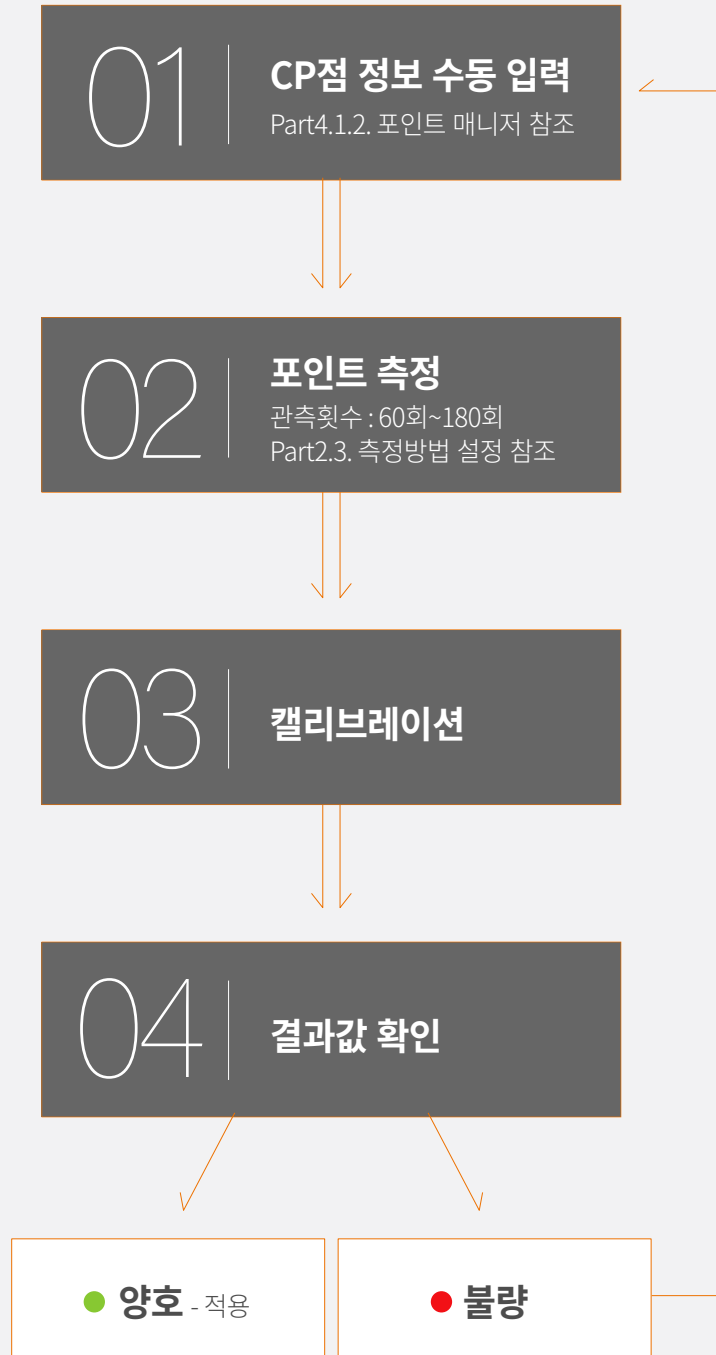 01
CP점 정보 수동 입력
Part4.1.2. 포인트 매니저 참조
02
포인트 측정
관측횟수 : 60회~180회
Part2.3. 측정방법 설정 참조
03
캘리브레이션
04
결과값 확인
양호 - 적용
불량